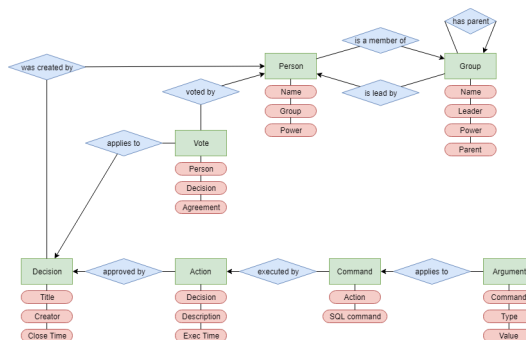 has parent
is a member of
was created by
Person
Group
is lead by
voted by
Name
Group
Power
Name
Leader
Power
Parent
applies to
Vote
Person
Decision
Agreement
Decision
approved by
Action
executed by
Command
applies to
Argument
Title
Creator
Close Time
Decision
Description
Exec Time
Action
SQL command
Command
Type
Value